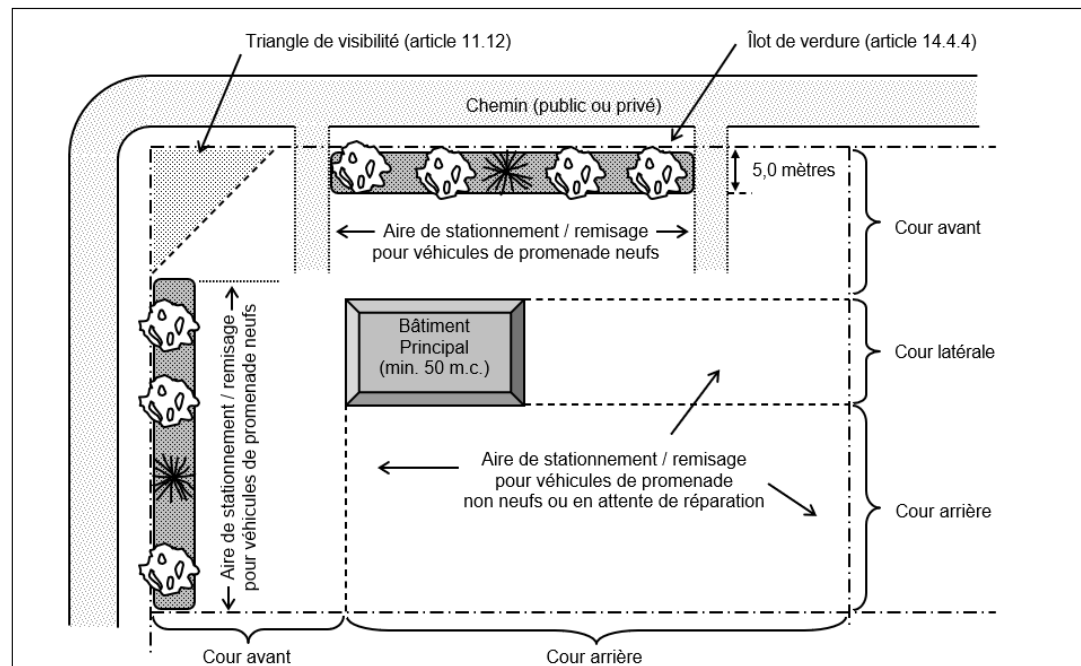 Triangle de visibilité (article 11.12)
Îlot de verdure (article 14.4.4)
Chemin (public ou privé)
5,0 mètres
Cour avant
Aire de stationnement / remisage
pour véhicules de promenade neufs
Aire de stationnement / remisage
pour véhicules de promenade neufs
Bâtiment
Principal
(min. 50 m.c.)
Cour latérale
Aire de stationnement / remisage
pour véhicules de promenade
non neufs ou en attente de réparation
Cour arrière
Cour avant
Cour arrière